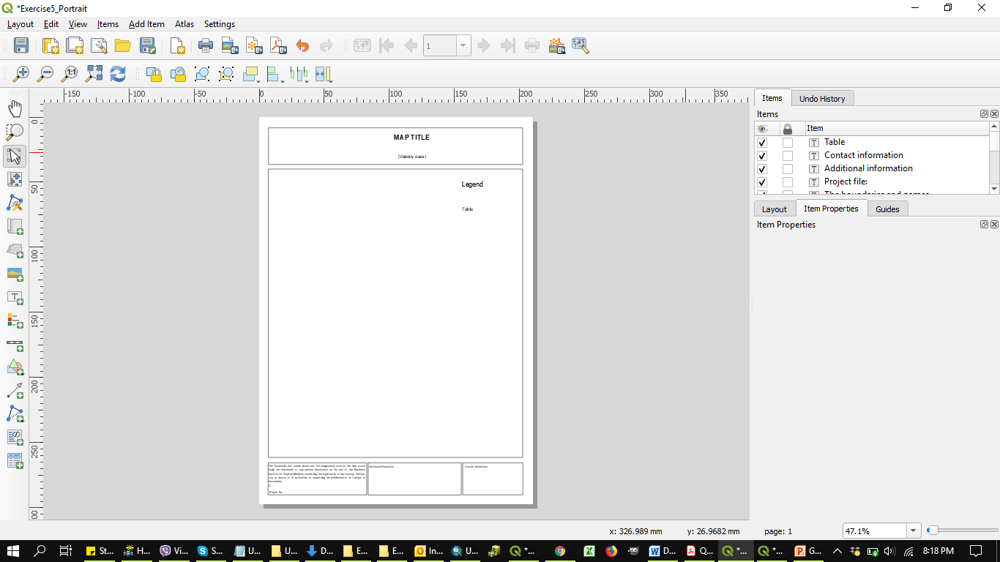 *Exercise5_Portrait
Layout Edit View Items Add Item Atlas Settings
1
1:1
-150 -100 -50 0 50 100 150 200 250 300 350
0
50
100
150
200
250
00
MAP TITLE
(Validity date)
Legend
Table
The boundaries and names shown and the designations used on this map do not
imply the expression of any opinion whatsoever on the part of the Research
Institute for Tropical Medicine concerning the legal status of any country, territory,
city or area or of its authorities, or concerning the delimitation of its frontiers or
boundaries.
Project file:
Additional information
Contact information
Items Undo History
Items
Item
Table
Contact information
Additional information
Project file:
The boundaries and names
Layout Item Properties Guides
Item Properties
x: 326.989 mm y: 26.9682 mm page: 1 47.1%
St... H... Vi... S... U... U... D... E... E... In... U... *... W D... Q... *... *... G... 8:18 PM